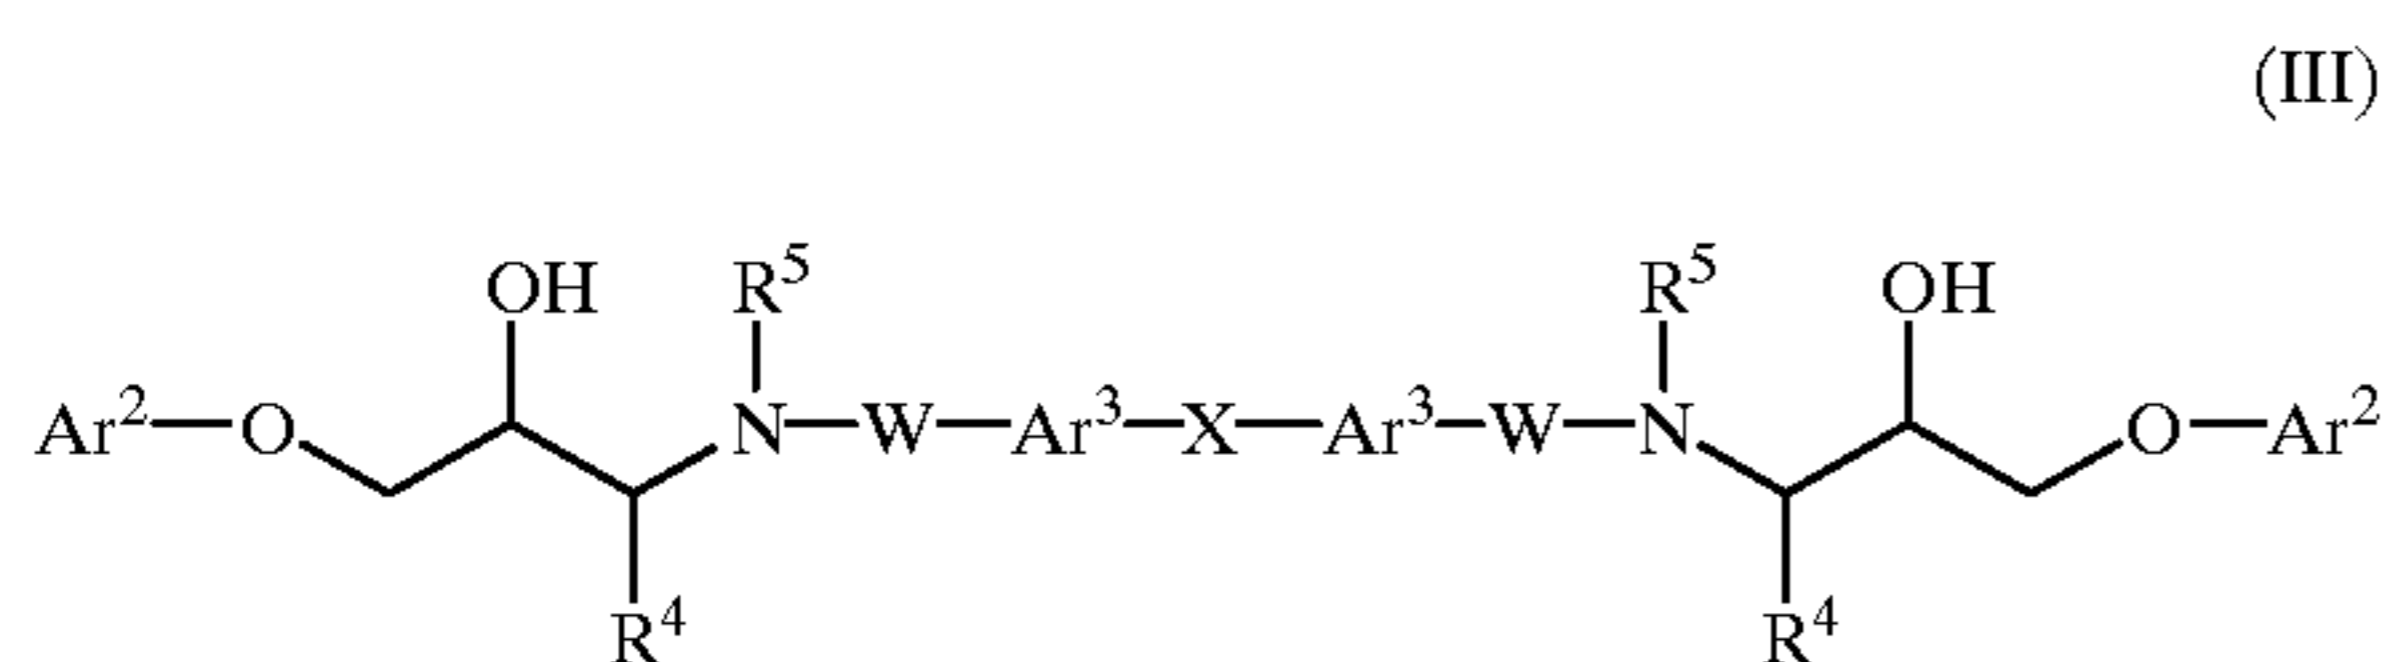 (III)
OH R⁵ R⁵ OH
Ar²—O N—W—Ar³—X—Ar³—W—N O—Ar²
R⁴ R⁴